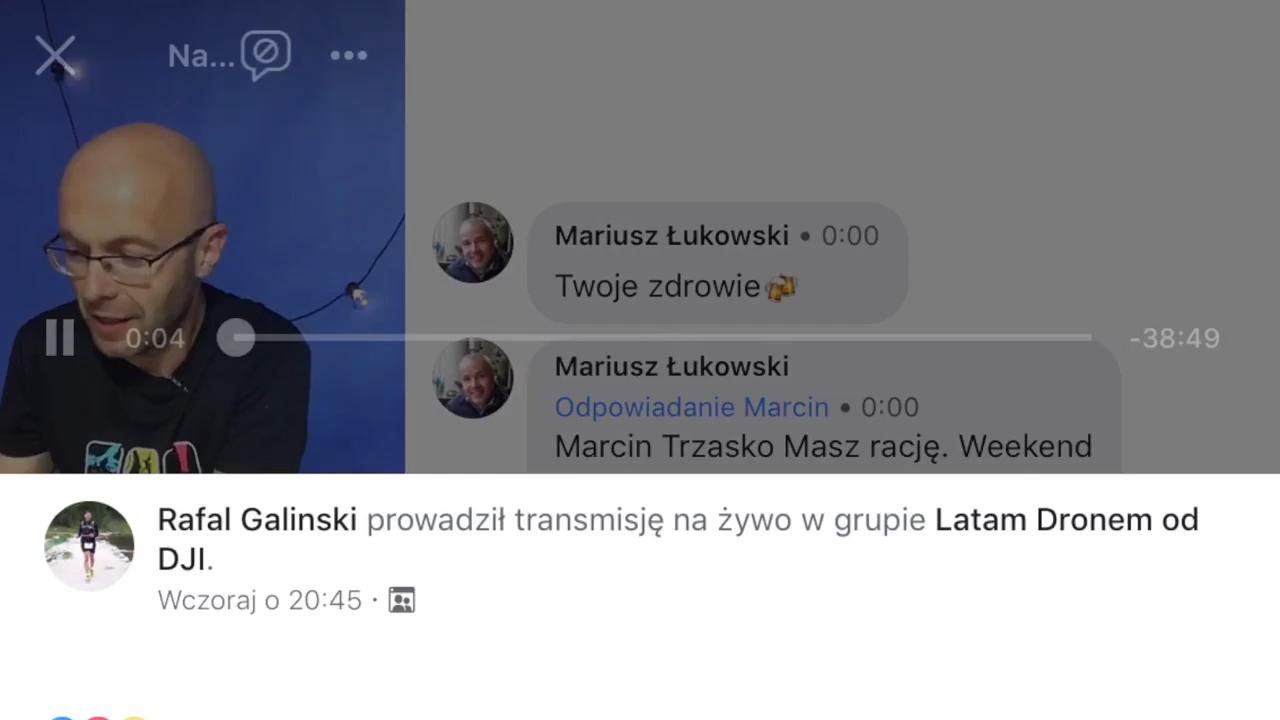 Na...
Mariusz Łukowski • 0:00
Twoje zdrowie
0:04
-38:49
Mariusz Łukowski
Odpowiadanie Marcin • 0:00
Marcin Trzasko Masz rację. Weekend
Rafal Galinski prowadził transmisję na żywo w grupie Latam Dronem od
DJI.
Wczoraj o 20:45 ·